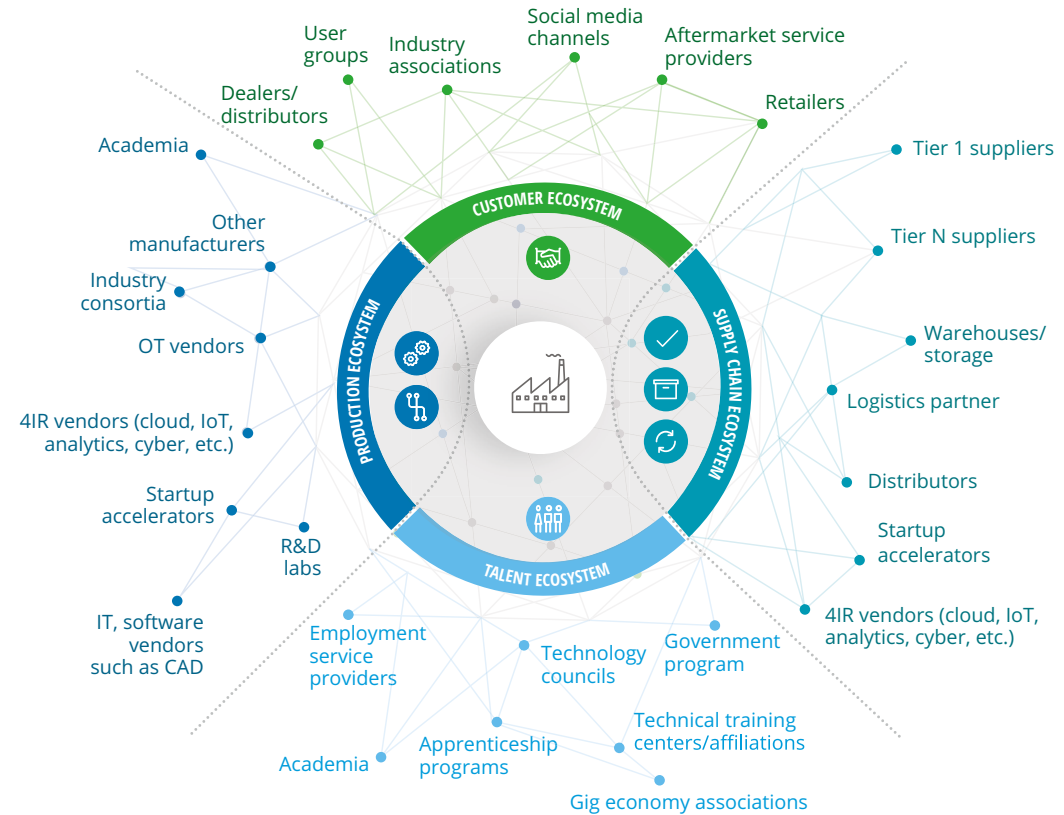 Social media
channels
User
groups
Industry
associations
Aftermarket service
providers
Dealers/
distributors
Retailers
CUSTOMER ECOSYSTEM
Academia
Other
manufacturers
Industry
consortia
OT vendors
4IR vendors (cloud, IoT,
analytics, cyber, etc.)
Startup
accelerators
R&D
labs
IT, software
vendors
such as CAD
PRODUCTION ECOSYSTEM
SUPPLY CHAIN ECOSYSTEM
Tier 1 suppliers
Tier N suppliers
Warehouses/
storage
Logistics partner
Distributors
Startup
accelerators
4IR vendors (cloud, IoT,
analytics, cyber, etc.)
TALENT ECOSYSTEM
Employment
service
providers
Technology
councils
Government
program
Academia
Apprenticeship
programs
Technical training
centers/affiliations
Gig economy associations